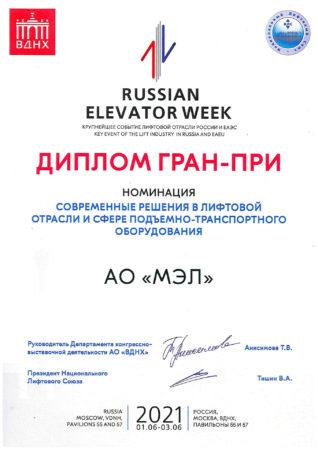 ВДНХ
RUSSIAN
ELEVATOR WEEK
КРУПНЕЙШЕЕ СОБЫТИЕ ЛИФТОВОЙ ОТРАСЛИ РОССИИ И ЕАЭС
KEY EVENT OF THE LIFT INDUSTRY IN RUSSIA AND EAEU
ДИПЛОМ ГРАН-ПРИ
НОМИНАЦИЯ
СОВРЕМЕННЫЕ РЕШЕНИЯ В ЛИФТОВОЙ
ОТРАСЛИ И СФЕРЕ ПОДЪЕМНО-ТРАНСПОРТНОГО
ОБОРУДОВАНИЯ
АО «МЭЛ»
Руководитель Департамента конгрессно-
выставочной деятельности АО «ВДНХ»
Анисимова Т.В.
Президент Национального
Лифтового Союза
Тишин В.А.
RUSSIA
MOSCOW, VDNH,
PAVILIONS 55 AND 57
2021
01.06-03.06
РОССИЯ,
МОСКВА, ВДНХ,
ПАВИЛЬОНЫ 55 И 57